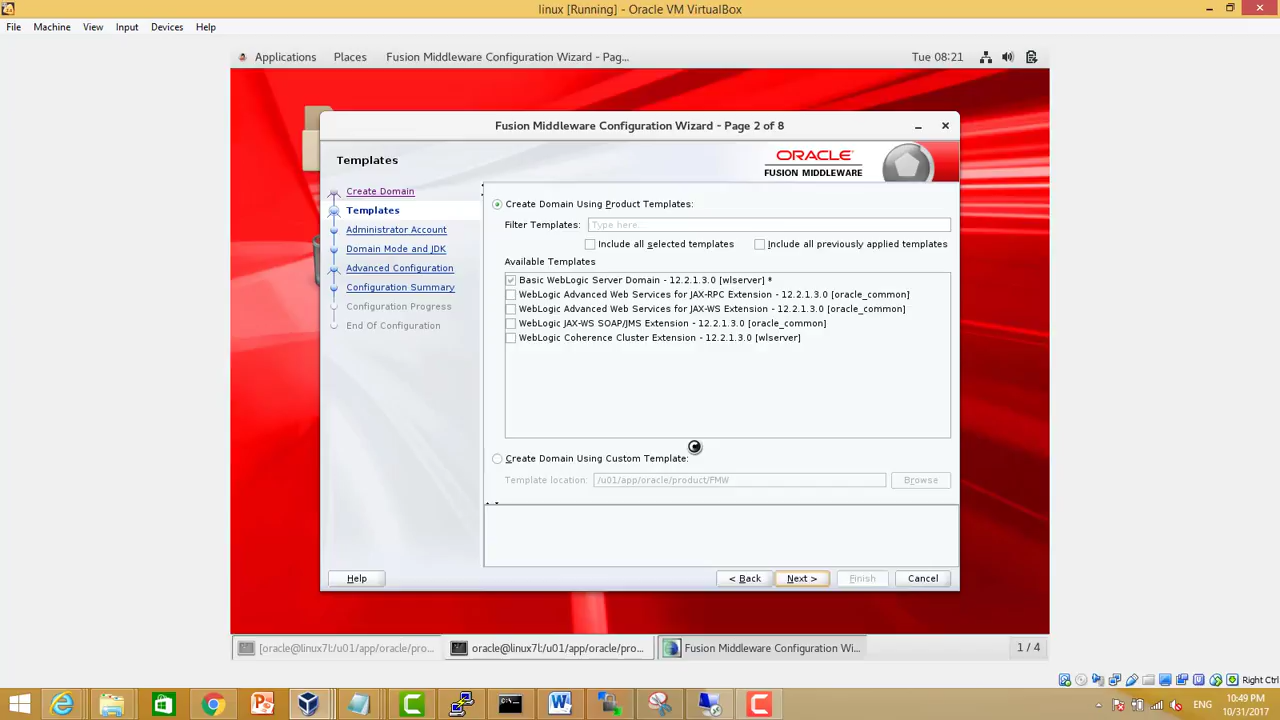 linux [Running] - Oracle VM VirtualBox
File Machine View Input Devices Help
Applications Places Fusion Middleware Configuration Wizard - Pag... Tue 08:21
Fusion Middleware Configuration Wizard - Page 2 of 8
Templates
ORACLE
FUSION MIDDLEWARE
Create Domain
Templates
Administrator Account
Domain Mode and JDK
Advanced Configuration
Configuration Summary
Configuration Progress
End Of Configuration
Create Domain Using Product Templates:
Filter Templates: Type here...
Include all selected templates Include all previously applied templates
Available Templates
Basic WebLogic Server Domain - 12.2.1.3.0 [wlserver] *
WebLogic Advanced Web Services for JAX-RPC Extension - 12.2.1.3.0 [oracle_common]
WebLogic Advanced Web Services for JAX-WS Extension - 12.2.1.3.0 [oracle_common]
WebLogic JAX-WS SOAP/JMS Extension - 12.2.1.3.0 [oracle_common]
WebLogic Coherence Cluster Extension - 12.2.1.3.0 [wlserver]
Create Domain Using Custom Template:
Template location: /u01/app/oracle/product/FMW Browse
Help < Back Next > Finish Cancel
[oracle@linux7l:/u01/app/oracle/pro... oracle@linux7l:/u01/app/oracle/pro... Fusion Middleware Configuration Wi... 1 / 4
Right Ctrl
ENG 10:49 PM
10/31/2017